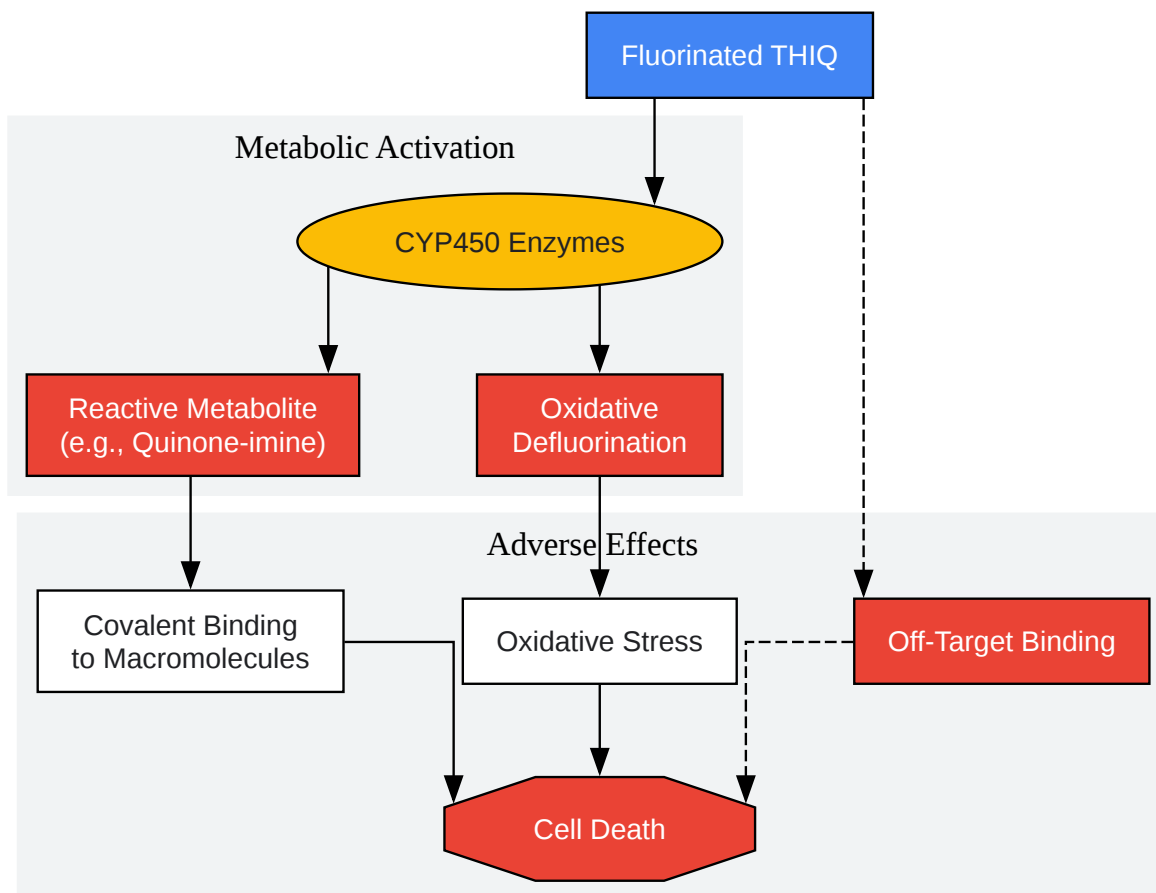 Fluorinated THIQ
Metabolic Activation
CYP450 Enzymes
Reactive Metabolite
(e.g., Quinone-imine)
Oxidative
Defluorination
Adverse Effects
Covalent Binding
to Macromolecules
Oxidative Stress
Off-Target Binding
Cell Death